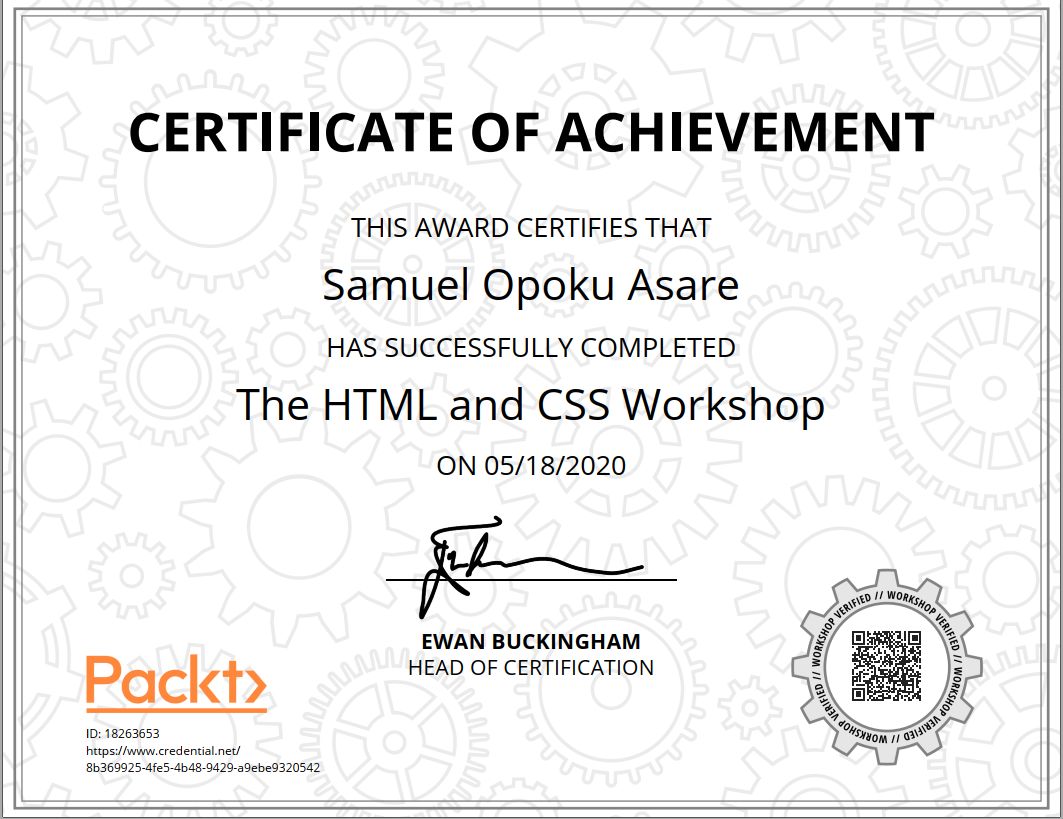 CERTIFICATE OF ACHIEVEMENT
THIS AWARD CERTIFIES THAT
Samuel Opoku Asare
HAS SUCCESSFULLY COMPLETED
The HTML and CSS Workshop
ON 05/18/2020
EWAN BUCKINGHAM
HEAD OF CERTIFICATION
Packt
ID: 18263653
https://www.credential.net/
8b369925-4fe5-4b48-9429-a9ebe9320542
WORKSHOP VERIFIED // WORKSHOP VERIFIED // WORKSHOP VERIFIED // WORKSHOP VERIFIED //